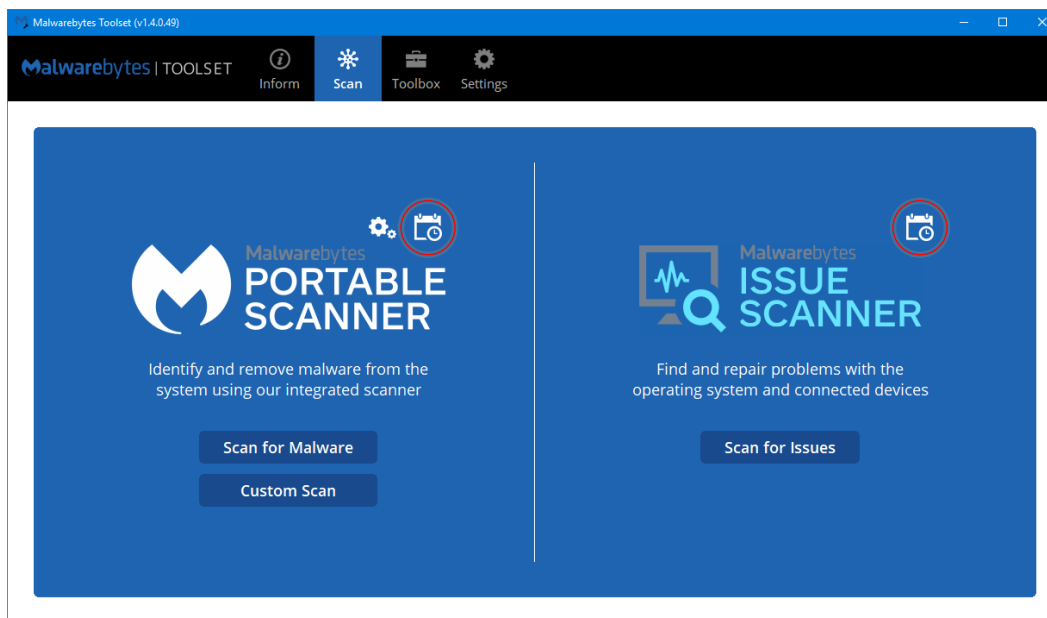 Malwarebytes Toolset (v1.4.0.49)
Malwarebytes | TOOLSET
Inform
Scan
Toolbox
Settings
Malwarebytes
PORTABLE
SCANNER
Identify and remove malware from the
system using our integrated scanner
Scan for Malware
Custom Scan
Malwarebytes
ISSUE
SCANNER
Find and repair problems with the
operating system and connected devices
Scan for Issues